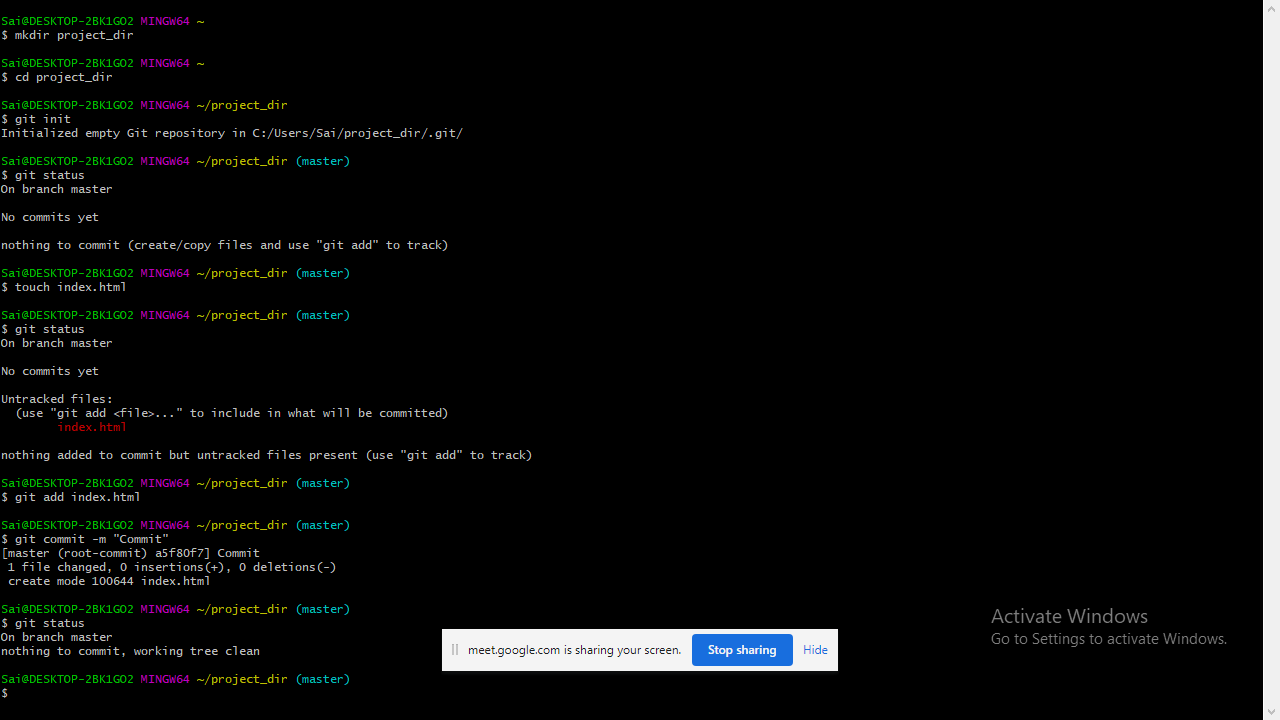 Sai@DESKTOP-2BK1GO2 MINGW64 ~
$ mkdir project_dir
Sai@DESKTOP-2BK1GO2 MINGW64 ~
$ cd project_dir
Sai@DESKTOP-2BK1GO2 MINGW64 ~/project_dir
$ git init
Initialized empty Git repository in C:/Users/Sai/project_dir/.git/
Sai@DESKTOP-2BK1GO2 MINGW64 ~/project_dir (master)
$ git status
On branch master
No commits yet
nothing to commit (create/copy files and use "git add" to track)
Sai@DESKTOP-2BK1GO2 MINGW64 ~/project_dir (master)
$ touch index.html
Sai@DESKTOP-2BK1GO2 MINGW64 ~/project_dir (master)
$ git status
On branch master
No commits yet
Untracked files:
  (use "git add <file>..." to include in what will be committed)
        index.html
nothing added to commit but untracked files present (use "git add" to track)
Sai@DESKTOP-2BK1GO2 MINGW64 ~/project_dir (master)
$ git add index.html
Sai@DESKTOP-2BK1GO2 MINGW64 ~/project_dir (master)
$ git commit -m "Commit"
[master (root-commit) a5f80f7] Commit
 1 file changed, 0 insertions(+), 0 deletions(-)
 create mode 100644 index.html
Sai@DESKTOP-2BK1GO2 MINGW64 ~/project_dir (master)
$ git status
On branch master
nothing to commit, working tree clean
Sai@DESKTOP-2BK1GO2 MINGW64 ~/project_dir (master)
$
meet.google.com is sharing your screen. Stop sharing Hide
Activate Windows
Go to Settings to activate Windows.